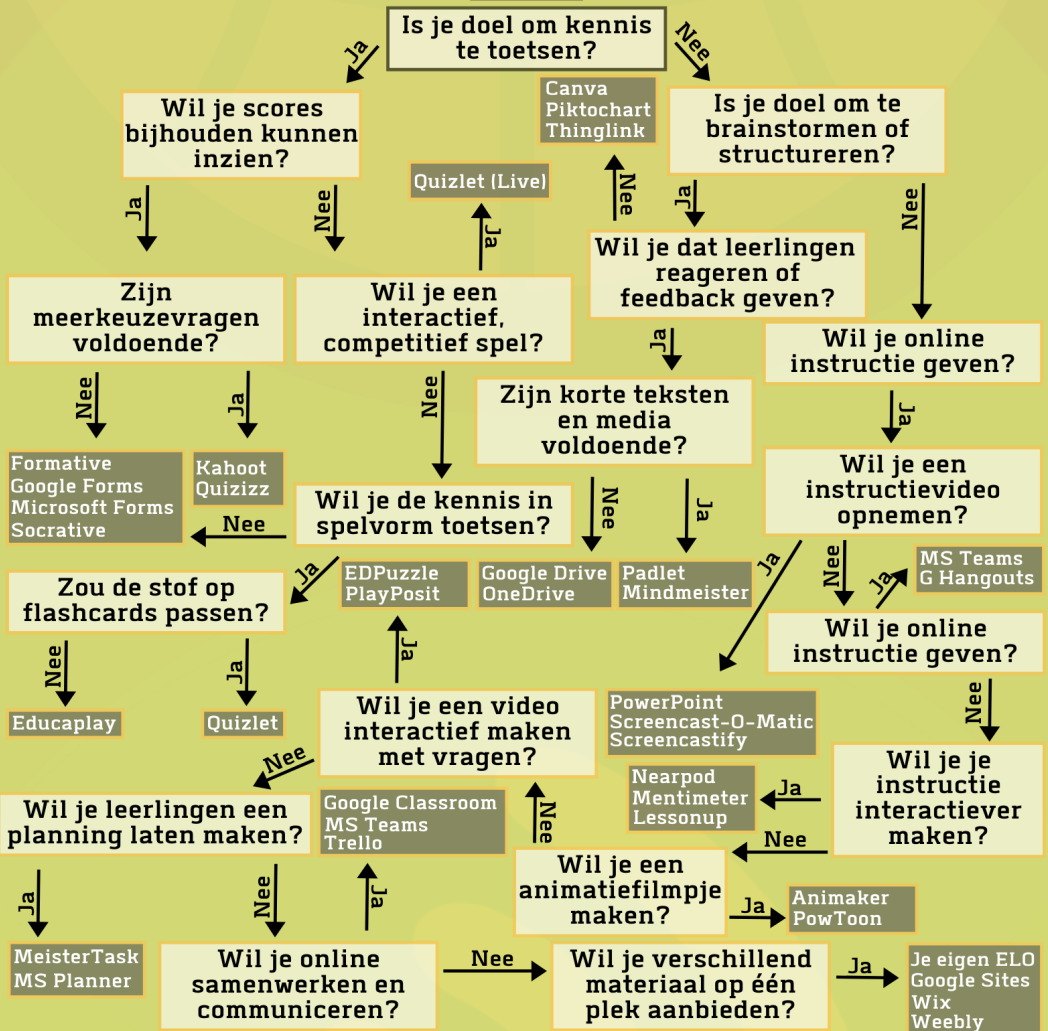 Is je doel om kennis
te toetsen?
Ja
Nee
Wil je scores
bijhouden kunnen
inzien?
Canva
Piktochart
Thinglink
Is je doel om te
brainstormen of
structureren?
Quizlet (Live)
Ja
Nee
Ja
Nee
Ja
Nee
Zijn
meerkeuzevragen
voldoende?
Wil je een
interactief,
competitief spel?
Wil je dat leerlingen
reageren of
feedback geven?
Wil je online
instructie geven?
Nee
Ja
Nee
Ja
Ja
Zijn korte teksten
en media
voldoende?
Formative
Google Forms
Microsoft Forms
Socrative
Kahoot
Quizizz
Wil je de kennis in
spelvorm toetsen?
Wil je een
instructievideo
opnemen?
Nee
Ja
Nee
Ja
Ja
Nee
Ja
MS Teams
G Hangouts
Zou de stof op
flashcards passen?
EDPuzzle
PlayPosit
Google Drive
OneDrive
Padlet
Mindmeister
Wil je online
instructie geven?
Nee
Ja
Ja
Nee
Educaplay
Quizlet
Wil je een video
interactief maken
met vragen?
PowerPoint
Screencast-O-Matic
Screencastify
Nee
Wil je leerlingen een
planning laten maken?
Google Classroom
MS Teams
Trello
Nee
Nearpod
Mentimeter
Lessonup
Ja
Wil je je
instructie
interactiever
maken?
Nee
Ja
Nee
Ja
Wil je een
animatiefilmpje
maken?
Ja
Animaker
PowToon
MeisterTask
MS Planner
Wil je online
samenwerken en
communiceren?
Nee
Wil je verschillend
materiaal op één
plek aanbieden?
Ja
Je eigen ELO
Google Sites
Wix
Weebly